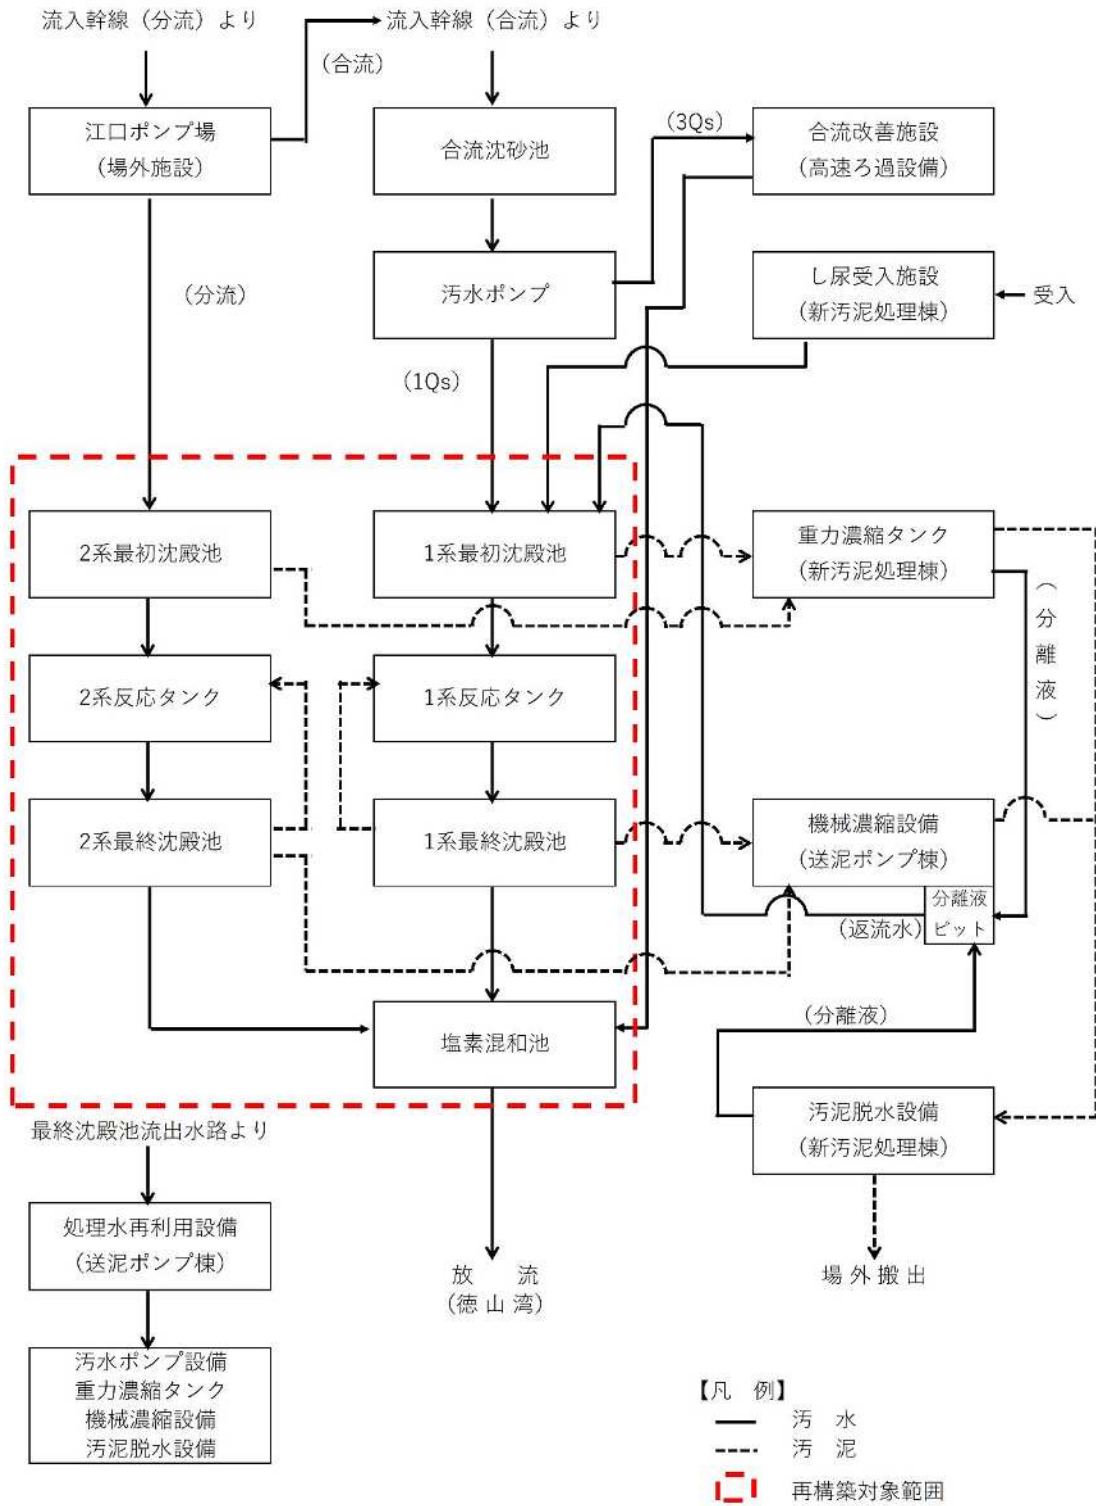 流入幹線（分流）より
流入幹線（合流）より
（合流）
江口ポンプ場
(場外施設)
合流沈砂池
（3Qs）
合流改善施設
(高速ろ過設備)
（分流）
汚水ポンプ
し尿受入施設
(新汚泥処理棟)
受入
（1Qs）
2系最初沈殿池
1系最初沈殿池
重力濃縮タンク
(新汚泥処理棟)
（分離液）
2系反応タンク
1系反応タンク
2系最終沈殿池
1系最終沈殿池
機械濃縮設備
(送泥ポンプ棟)
分離液
ピット
（返流水）
（分離液）
塩素混和池
汚泥脱水設備
(新汚泥処理棟)
最終沈殿池流出水路より
処理水再利用設備
(送泥ポンプ棟)
放　流
(徳 山 湾)
場 外 搬 出
汚水ポンプ設備
重力濃縮タンク
機械濃縮設備
汚泥脱水設備
【凡　例】
汚　水
汚　泥
再構築対象範囲